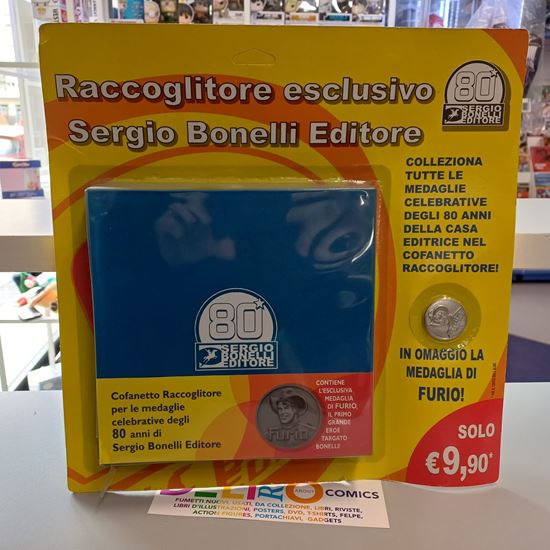 Raccoglitore esclusivo
Sergio Bonelli Editore
80
SERGIO
BONELLI
EDITORE
COLLEZIONA
TUTTE LE
MEDAGLIE
CELEBRATIVE
DEGLI 80 ANNI
DELLA CASA
EDITRICE NEL
COFANETTO
RACCOGLITORE!
80
SERGIO
BONELLI
EDITORE
IN OMAGGIO LA
MEDAGLIA DI
FURIO!
Cofanetto Raccoglitore
per le medaglie
celebrative degli
80 anni di
Sergio Bonelli Editore
FURIO
CONTIENE
L'ESCLUSIVA
MEDAGLIA
DI FURIO,
IL PRIMO
GRANDE
EROE
TARGATO
BONELLI
SOLO
€9,90*
ABOUT
COMICS
FUMETTI NUOVI, USATI, DA COLLEZIONE, LIBRI, RIVISTE,
LIBRI D'ILLUSTRAZIONI, POSTERS, DVD, T-SHIRTS, FELPE,
ACTION FIGURES, PORTACHIAVI, GADGETS